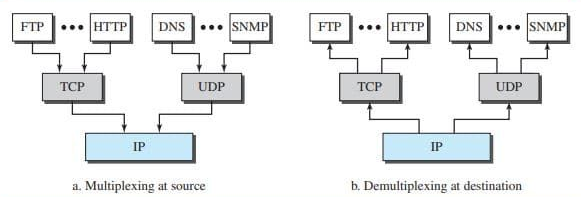 FTP ••• HTTP DNS ••• SNMP FTP ••• HTTP DNS ••• SNMP
TCP UDP TCP UDP
IP IP
a. Multiplexing at source b. Demultiplexing at destination